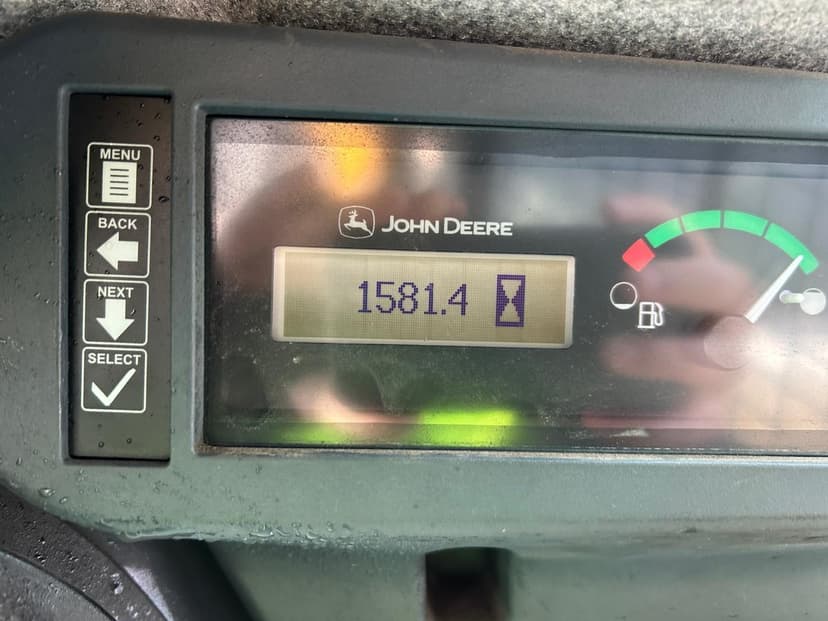 MENU
BACK
NEXT
SELECT
JOHN DEERE
1581.4